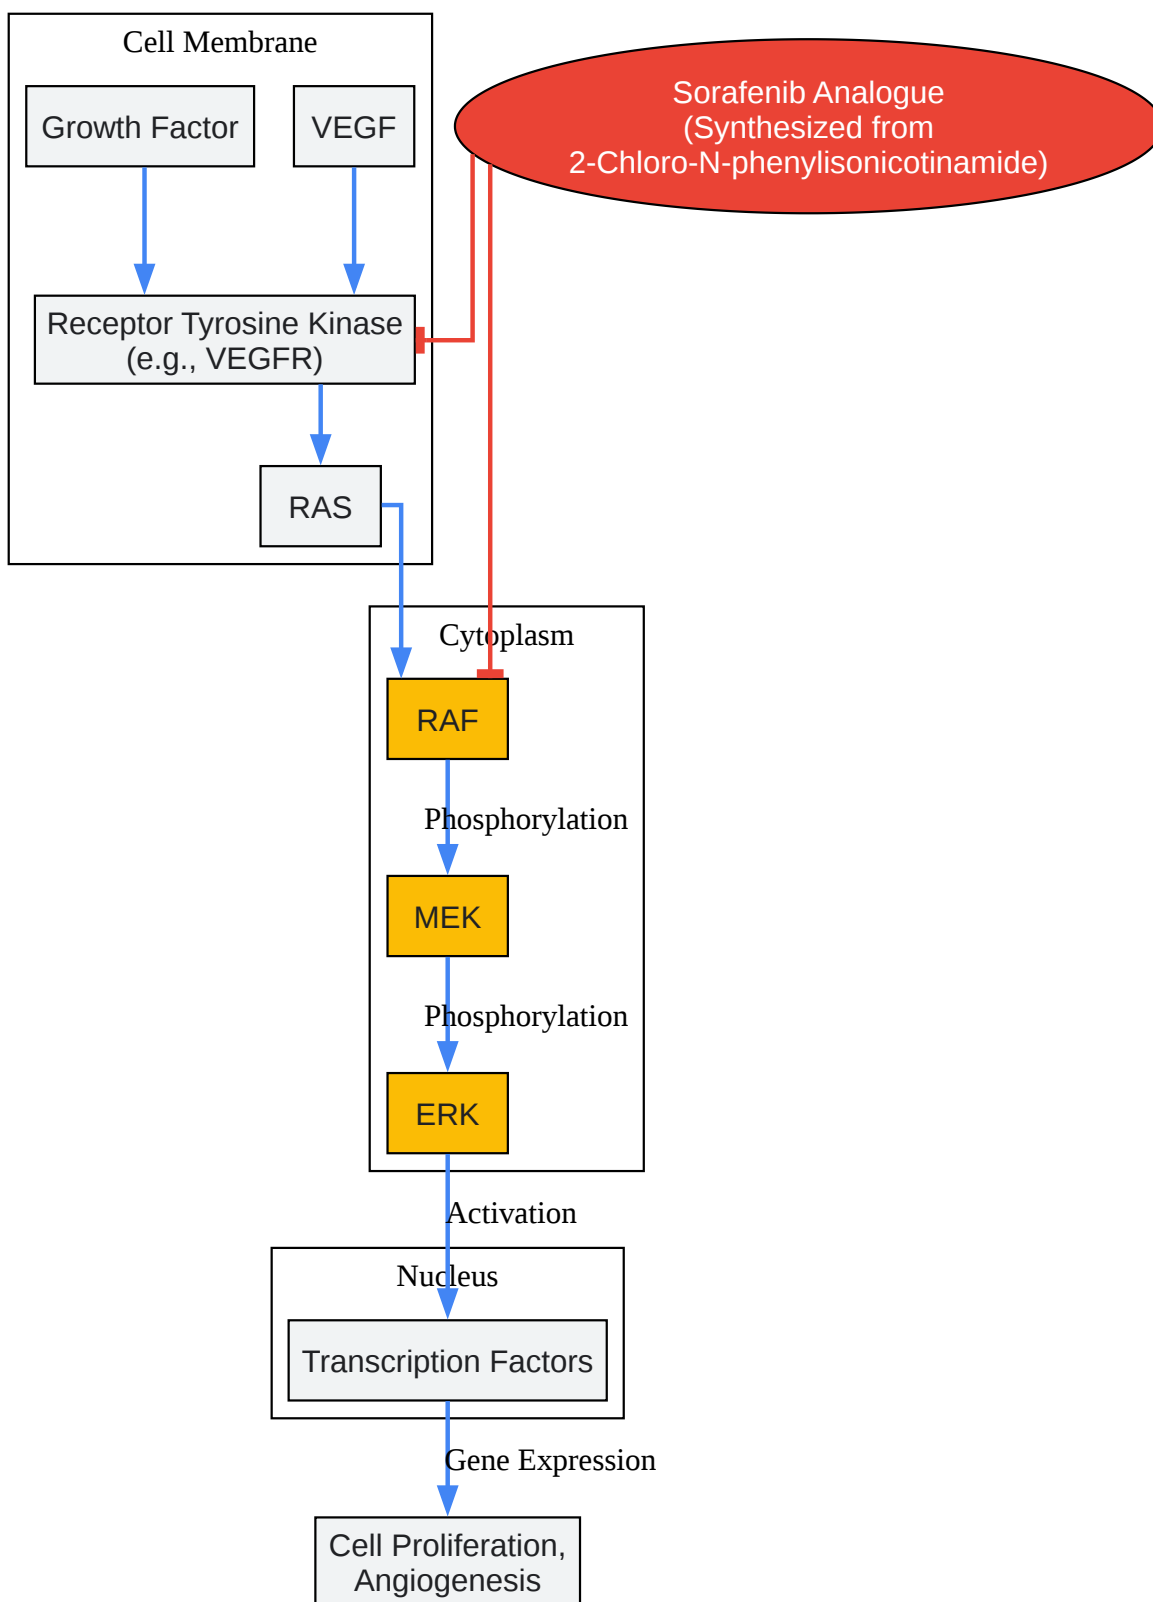 Cell Membrane
Growth Factor
VEGF
Sorafenib Analogue
(Synthesized from
2-Chloro-N-phenylisonicotinamide)
Receptor Tyrosine Kinase
(e.g., VEGFR)
RAS
Cytoplasm
RAF
Phosphorylation
MEK
Phosphorylation
ERK
Activation
Nucleus
Transcription Factors
Gene Expression
Cell Proliferation,
Angiogenesis